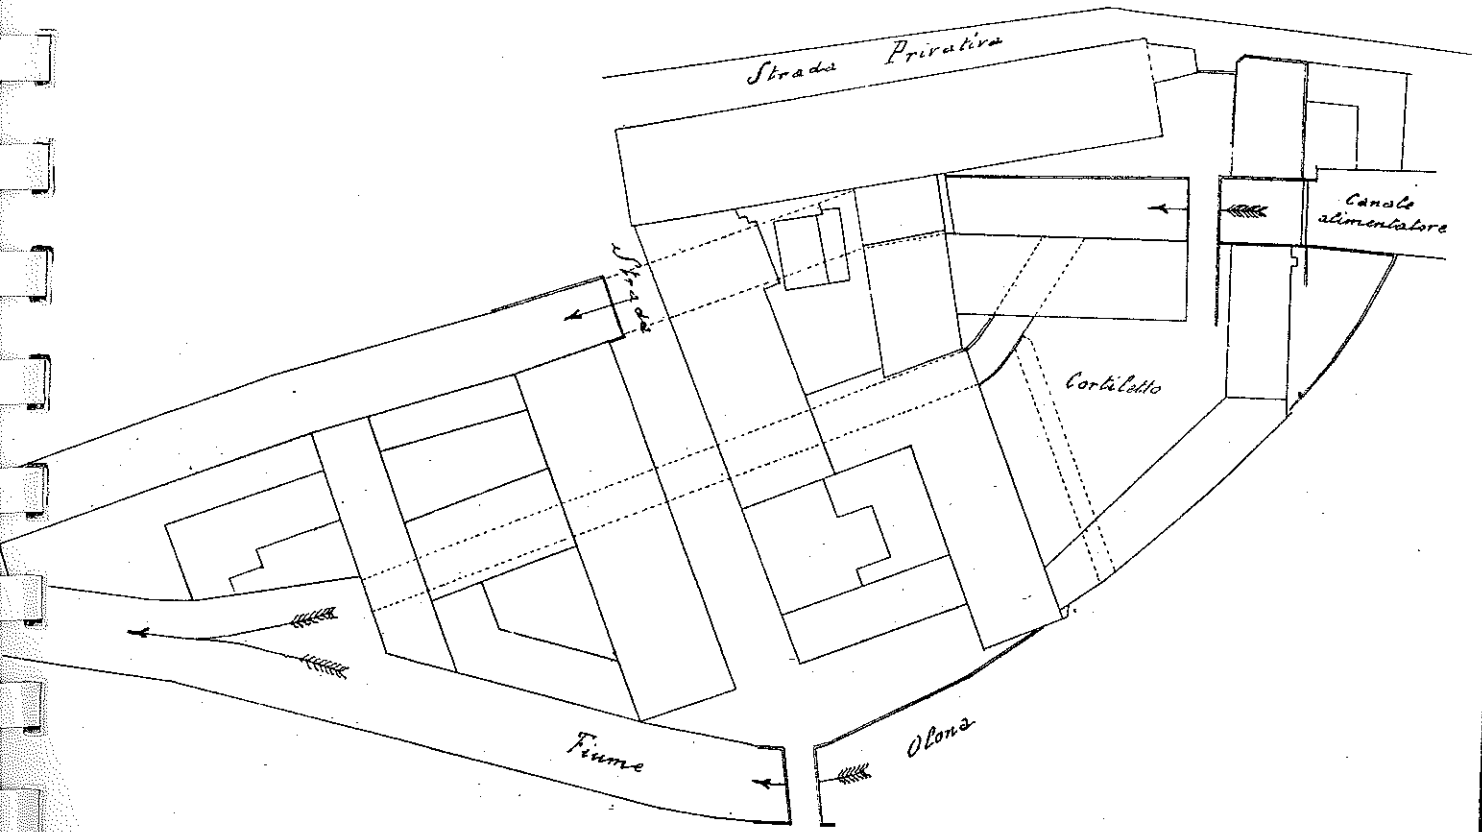 Strada Privativa
Canale
alimentatore
Strada
Cortiletto
Fiume Olona